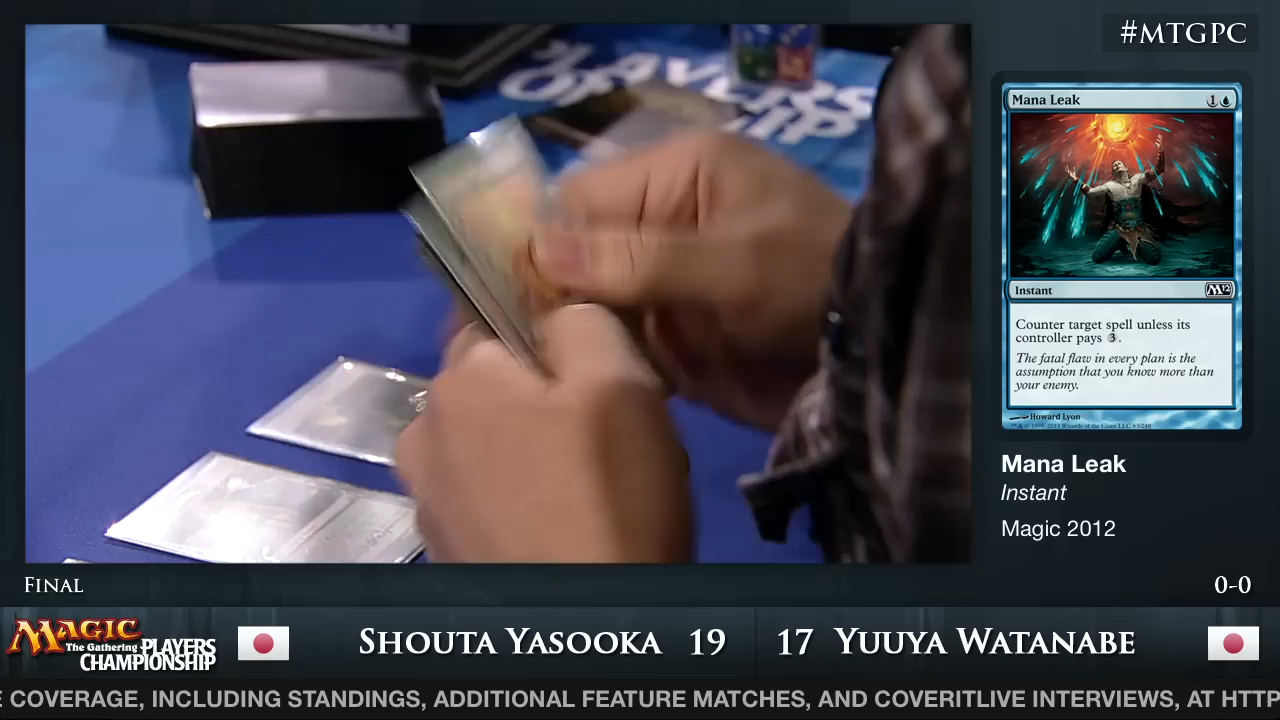 #MTGPC
PLAYERS
Mana Leak 1
Instant M12
Counter target spell unless its
controller pays 3.
The fatal flaw in every plan is the
assumption that you know more than
your enemy.
Howard Lyon
Mana Leak
Instant
Magic 2012
FINAL
0-0
MAGIC
The Gathering
PLAYERS
CHAMPIONSHIP
SHOUTA YASOOKA 19
17 YUUYA WATANABE
E COVERAGE, INCLUDING STANDINGS, ADDITIONAL FEATURE MATCHES, AND COVERITLIVE INTERVIEWS, AT HTTP